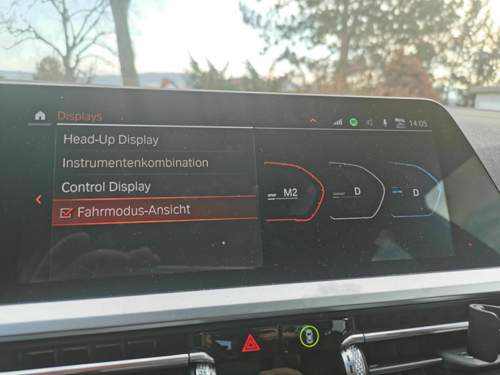 Displays
14:05
Head-Up Display
Instrumentenkombination
Control Display
Fahrmodus-Ansicht
M2
D
D